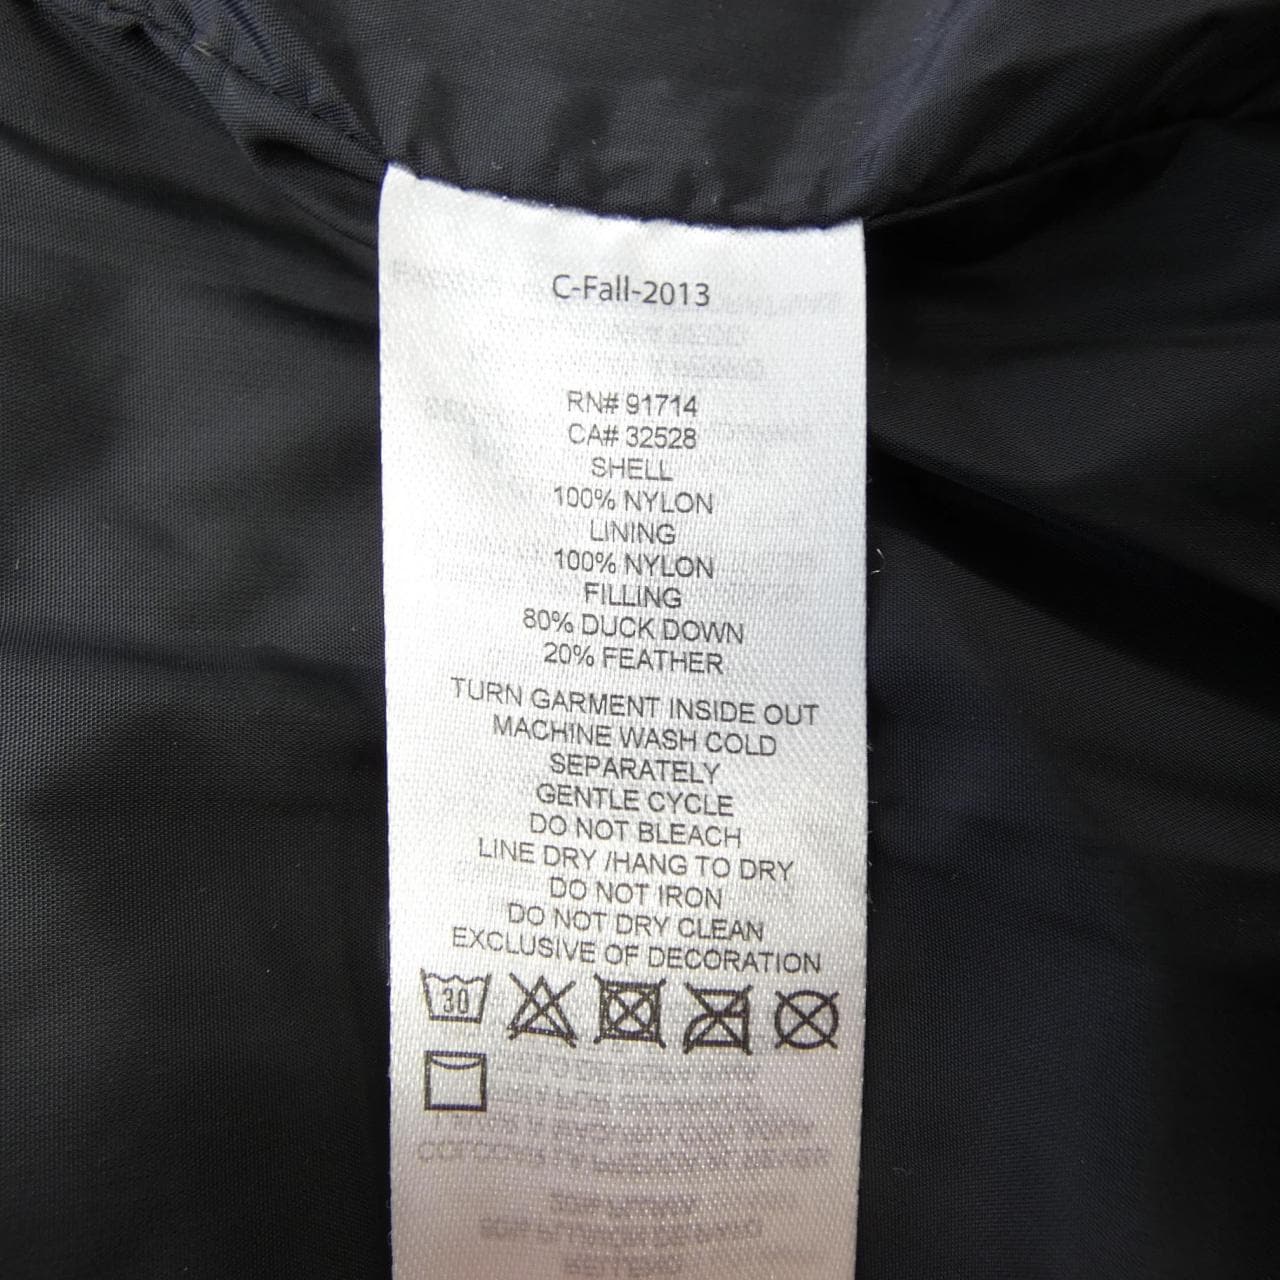 C-Fall-2013
RN# 91714
CA# 32528
SHELL
100% NYLON
LINING
100% NYLON
FILLING
80% DUCK DOWN
20% FEATHER
TURN GARMENT INSIDE OUT
MACHINE WASH COLD
SEPARATELY
GENTLE CYCLE
DO NOT BLEACH
LINE DRY /HANG TO DRY
DO NOT IRON
DO NOT DRY CLEAN
EXCLUSIVE OF DECORATION
30